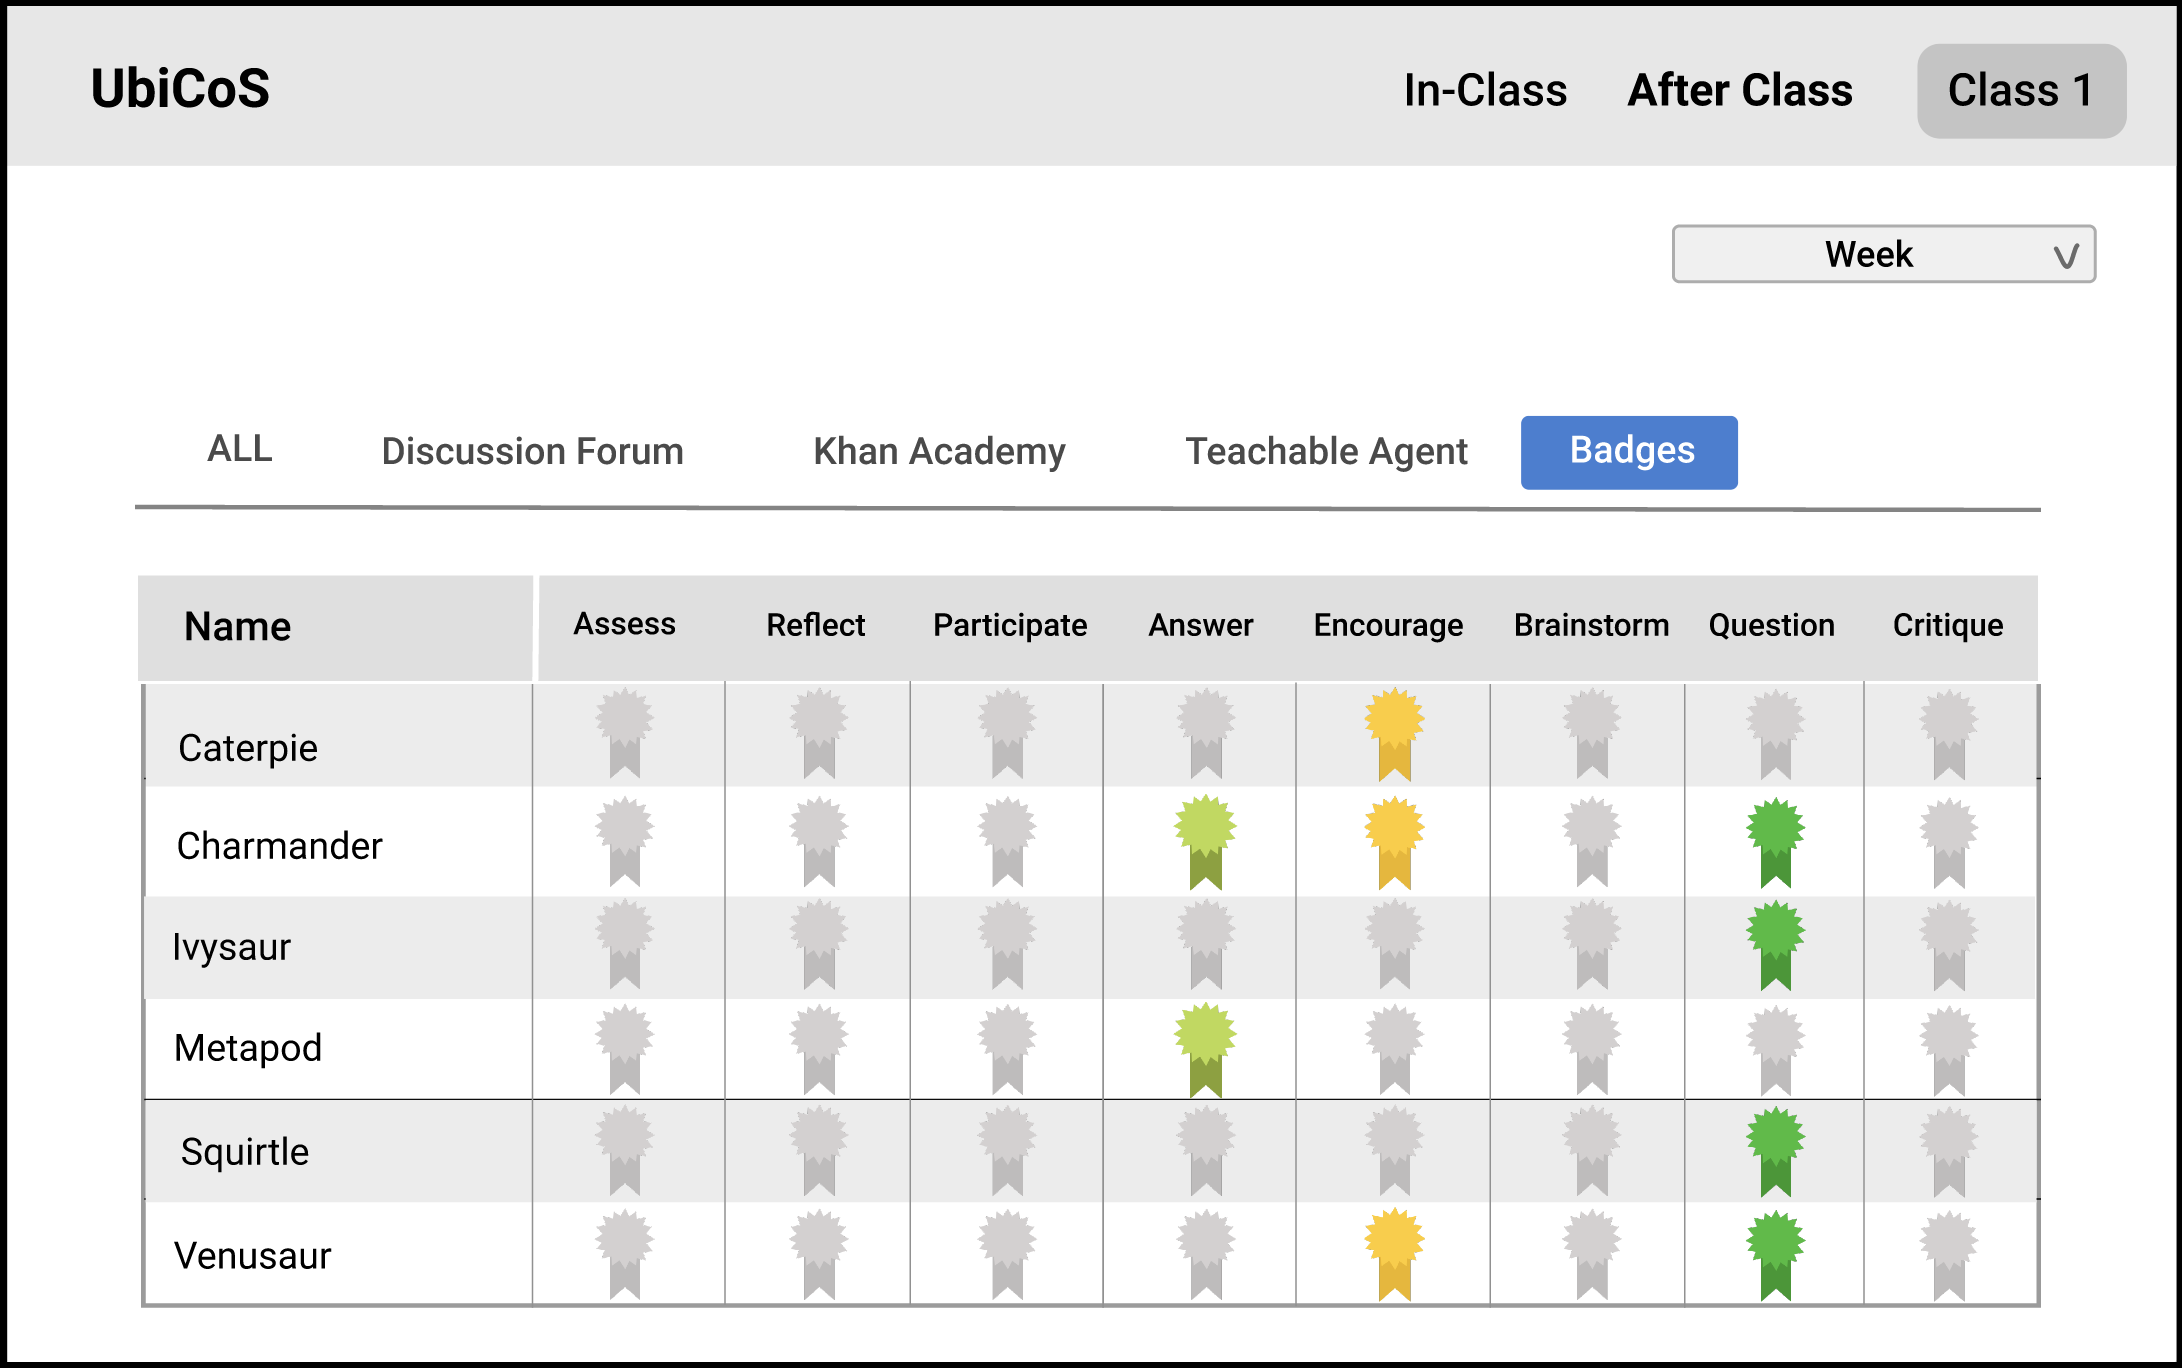 UbiCoS
In-Class After Class Class 1
Week
ALL Discussion Forum Khan Academy Teachable Agent Badges
Name Assess Reflect Participate Answer Encourage Brainstorm Question Critique
Caterpie
Charmander
Ivysaur
Metapod
Squirtle
Venusaur